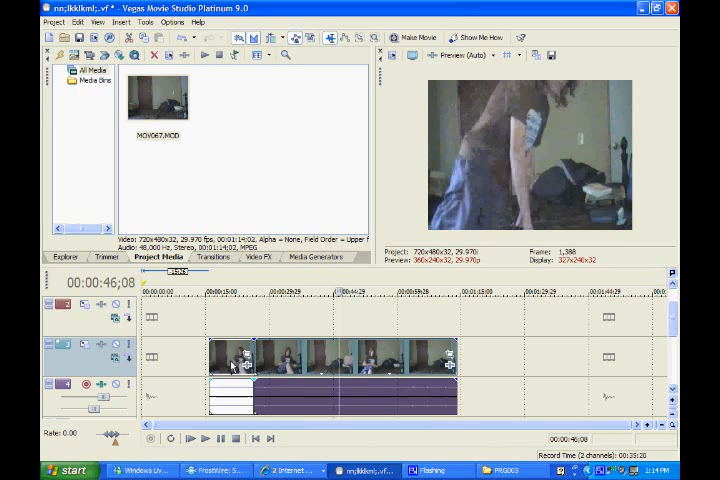 nn;lkklkml;.vf * - Vegas Movie Studio Platinum 9.0
File Edit View Insert Tools Options Help
Make Movie Show Me How
All Media
Media Bins
MOV067.MOD
Preview (Auto)
Video: 720x480x32, 29.970 fps, 00:01:14;02, Alpha = None, Field Order = Upper f
Audio: 48,000 Hz, Stereo, 00:01:14;02, MPEG
Explorer Trimmer Project Media Transitions Video FX Media Generators
Project: 720x480x32, 29.970i Frame: 1,388
Preview: 360x240x32, 29.970p Display: 327x240x32
00:00:46;08
00:00:00;00 00:00:15;00 00:00:29;29 00:00:44;29 00:00:59;28 00:01:15;00 00:01:29;29 00:01:44;29
2
3
4
Rate: 0.00
00:00:46;08
Record Time (2 channels): 00:35:20
start Windows Liv... FrostWire: 5... 2 Internet ... nn;lkklkml;.vf... Flashing PRG005 1:14 PM